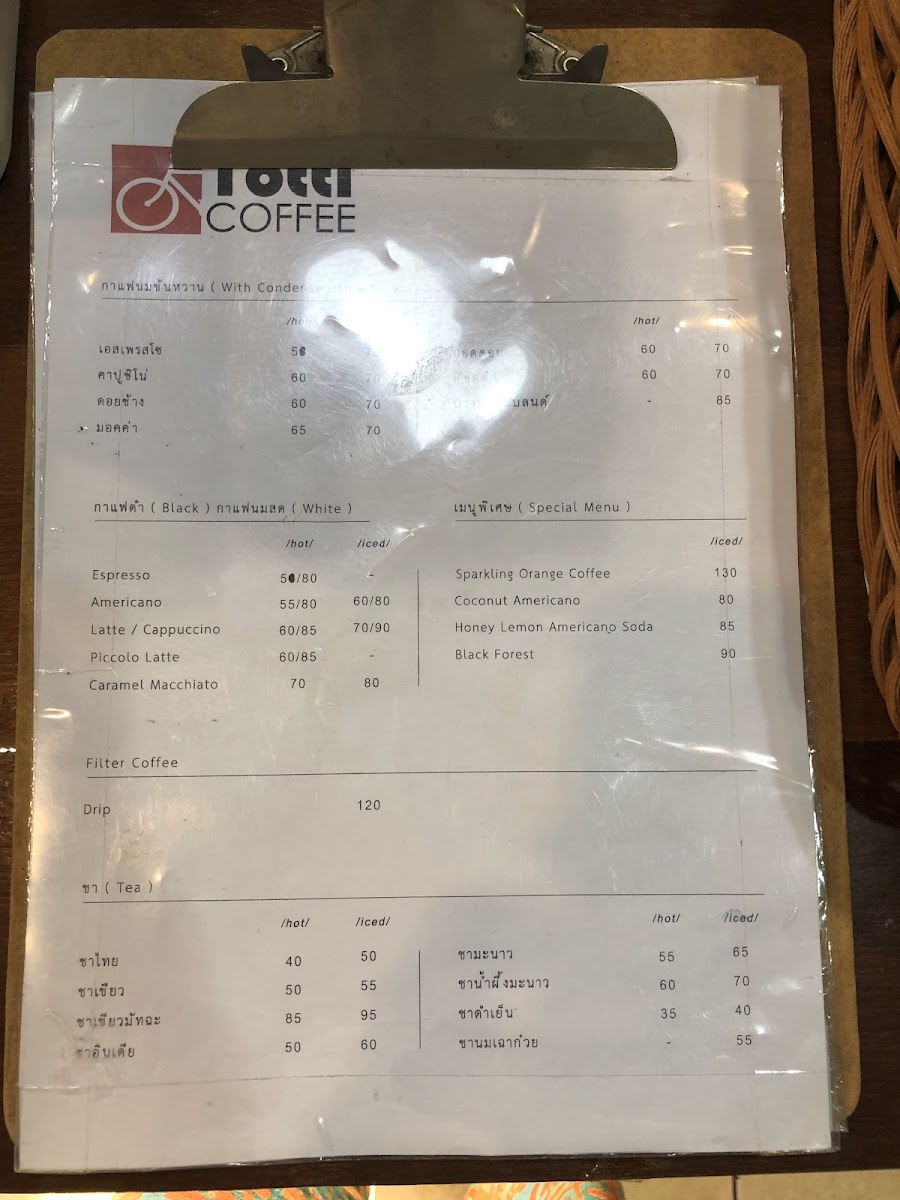 Totti
COFFEE
กาแฟนมข้นหวาน ( With Condense
/hot/ /hot/
เอสเพรสโซ 60 70
คาปูชิโน่ 60 70 60 70
ดอยช้าง 60 70 - 85
มอคค่า 65 70
กาแฟดำ ( Black ) กาแฟนมสด ( White ) เมนูพิเศษ ( Special Menu )
/hot/ /iced/ /iced/
Espresso /80 - Sparkling Orange Coffee 130
Americano 55/80 60/80 Coconut Americano 80
Latte / Cappuccino 60/85 70/90 Honey Lemon Americano Soda 85
Piccolo Latte 60/85 - Black Forest 90
Caramel Macchiato 70 80
Filter Coffee
Drip 120
ชา ( Tea )
/hot/ /iced/ /hot/ /iced/
ชาไทย 40 50 ชามะนาว 55 65
ชาเขียว 50 55 ชาน้ำผึ้งมะนาว 60 70
ชาเขียวมัทฉะ 85 95 ชาดำเย็น 35 40
ชาอินเดีย 50 60 ชานมเฉาก๋วย - 55